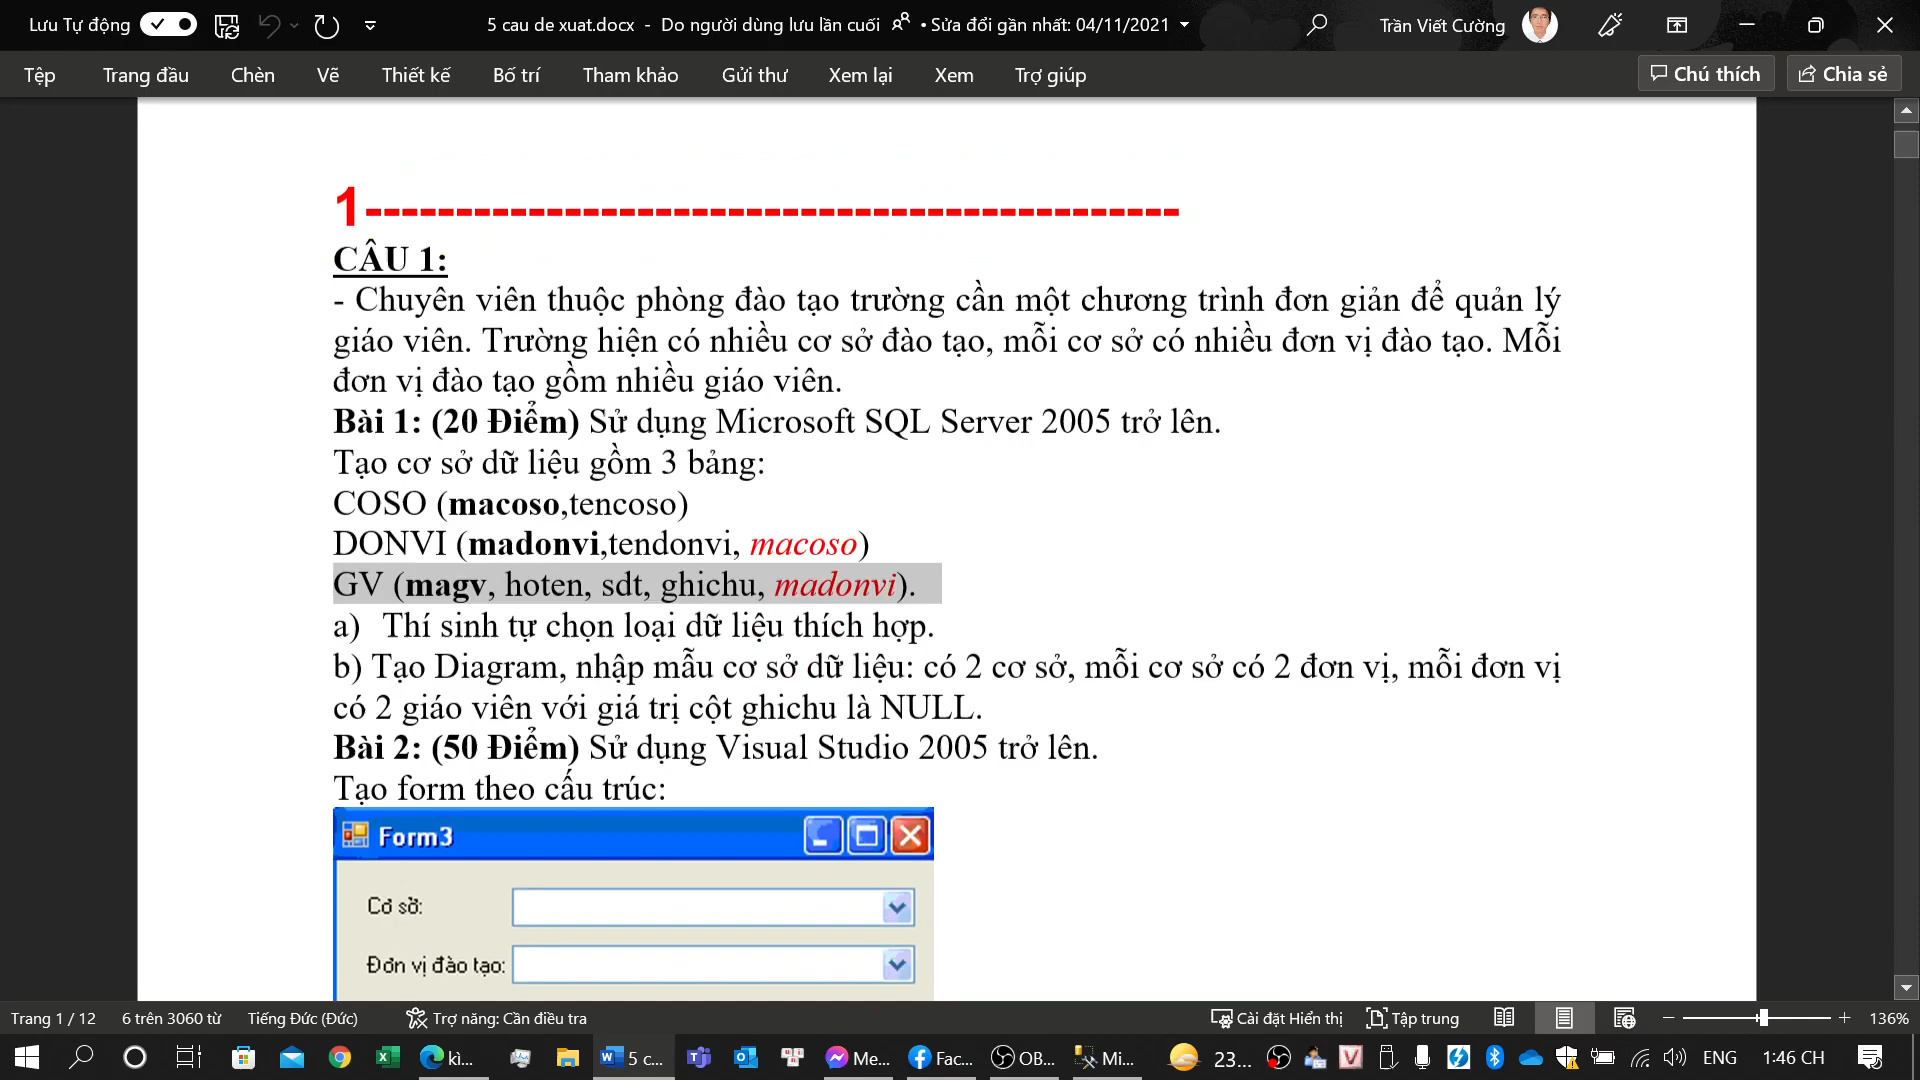 Lưu Tự động
5 cau de xuat.docx - Do người dùng lưu lần cuối • Sửa đổi gần nhất: 04/11/2021
Trần Viết Cường
Tệp Trang đầu Chèn Vẽ Thiết kế Bố trí Tham khảo Gửi thư Xem lại Xem Trợ giúp
Chú thích Chia sẻ
1---------------------------------------------
CÂU 1:
- Chuyên viên thuộc phòng đào tạo trường cần một chương trình đơn giản để quản lý
giáo viên. Trường hiện có nhiều cơ sở đào tạo, mỗi cơ sở có nhiều đơn vị đào tạo. Mỗi
đơn vị đào tạo gồm nhiều giáo viên.
Bài 1: (20 Điểm) Sử dụng Microsoft SQL Server 2005 trở lên.
Tạo cơ sở dữ liệu gồm 3 bảng:
COSO (macoso,tencoso)
DONVI (madonvi,tendonvi, macoso)
GV (magv, hoten, sdt, ghichu, madonvi).
a) Thí sinh tự chọn loại dữ liệu thích hợp.
b) Tạo Diagram, nhập mẫu cơ sở dữ liệu: có 2 cơ sở, mỗi cơ sở có 2 đơn vị, mỗi đơn vị
có 2 giáo viên với giá trị cột ghichu là NULL.
Bài 2: (50 Điểm) Sử dụng Visual Studio 2005 trở lên.
Tạo form theo cấu trúc:
Form3
Cơ sở:
Đơn vị đào tạo:
Trang 1 / 12 6 trên 3060 từ Tiếng Đức (Đức) Trợ năng: Cần điều tra
Cài đặt Hiển thị Tập trung 136%
kì... 5 c... Me... Fac... OB... Mi... 23... ENG 1:46 CH